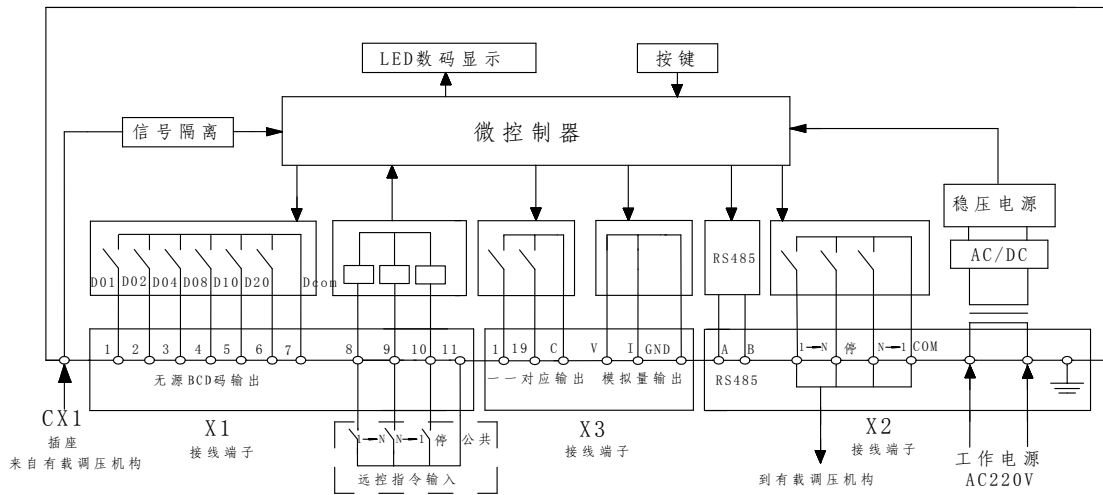 LED数码显示
按键
信号隔离
微控制器
稳压电源
AC/DC
RS485
D01 D02 D04 D08 D10 D20 Dcom
1 2 3 4 5 6 7 8 9 10 11
1 19 C V I GND
A B 1→N 停 N→1 COM
无源BCD码输出
一一对应输出 模拟量输出
RS485
CX1
插座
来自有载调压机构
X1
接线端子
1→N N→1 停 公共
远控指令输入
X3
接线端子
X2
接线端子
到有载调压机构
工作电源
AC220V